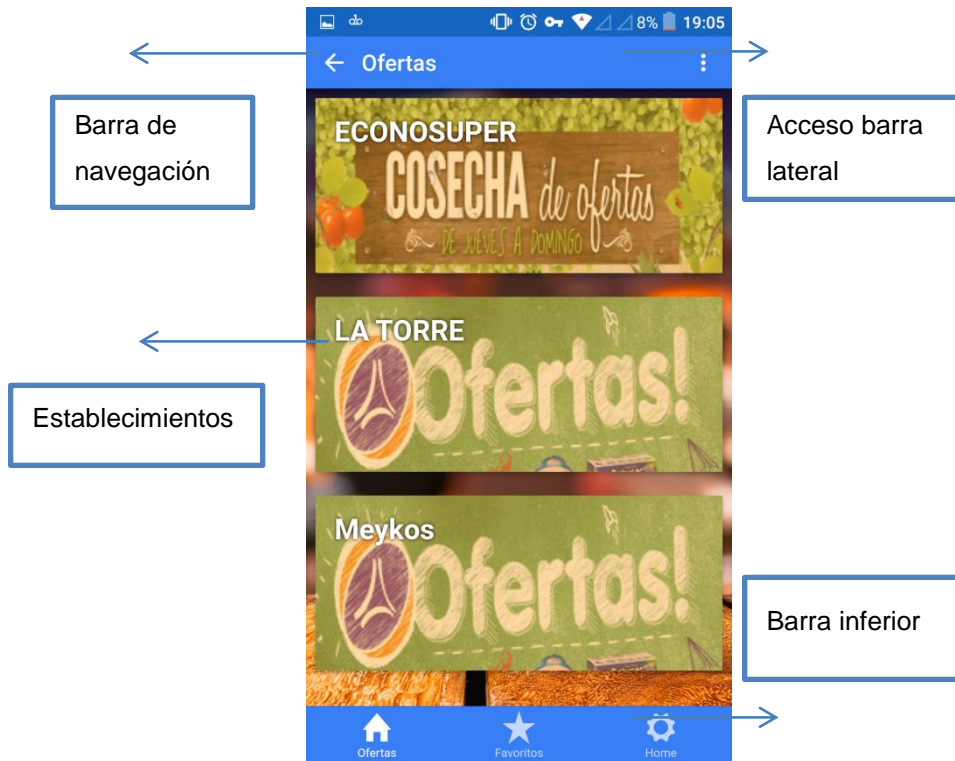 8% 19:05
Ofertas
Barra de
navegación
Acceso barra
lateral
ECONOSUPER
COSECHA de ofertas
DE JUEVES A DOMINGO
LA TORRE
Ofertas!
Establecimientos
Meykos
Ofertas!
Barra inferior
Ofertas
Favoritos
Home